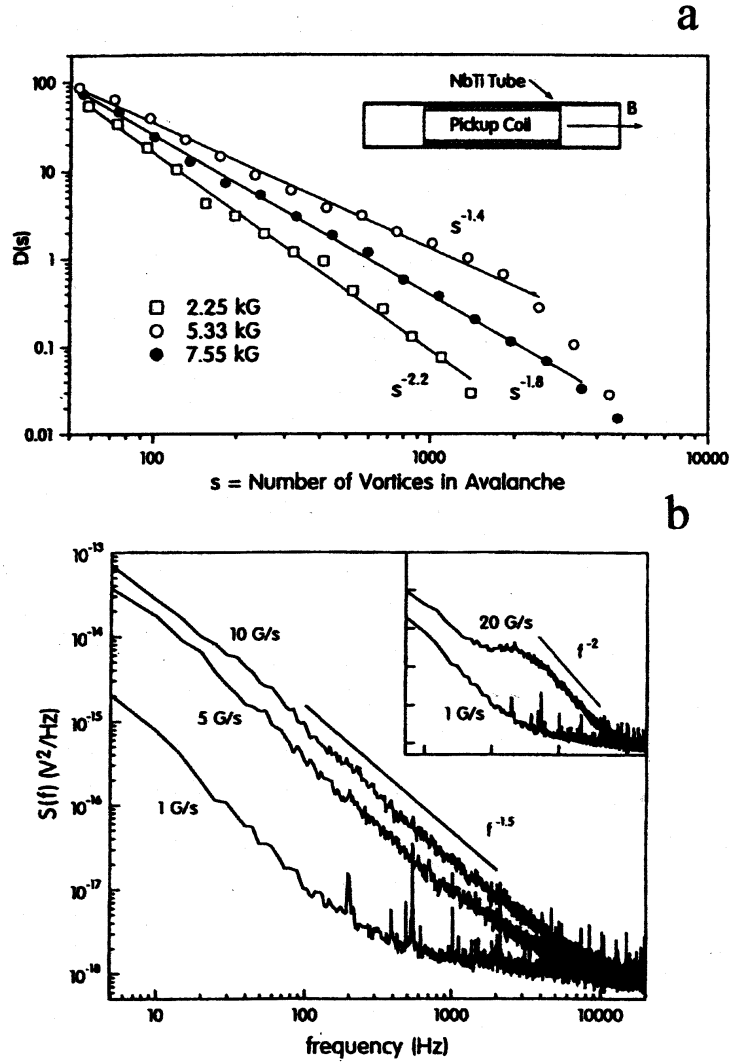 a
NbTi Tube
B
Pickup Coil
100
10
1
0.1
0.01
D(s)
s^-1.4
□ 2.25 kG
○ 5.33 kG
● 7.55 kG
s^-2.2
s^-1.8
100
1000
10000
s = Number of Vortices in Avalanche
b
10^-13
10^-14
10^-15
10^-16
10^-17
10^-18
S(f) (V^2/Hz)
10 G/s
5 G/s
1 G/s
f^-1.5
20 G/s
f^-2
1 G/s
10
100
1000
10000
frequency (Hz)